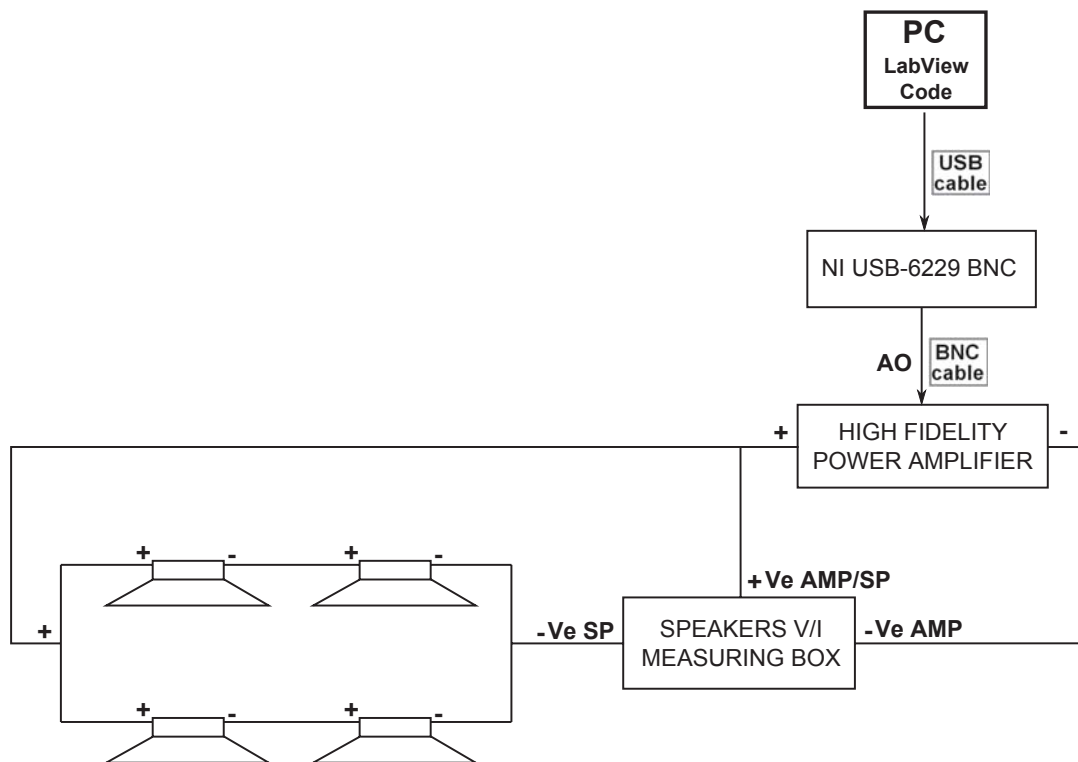 PC
LabView
Code
USB
cable
NI USB-6229 BNC
AO
BNC
cable
+
HIGH FIDELITY
POWER AMPLIFIER
-
+ - + -
+Ve AMP/SP
+
-Ve SP
SPEAKERS V/I
MEASURING BOX
-Ve AMP
+ - + -